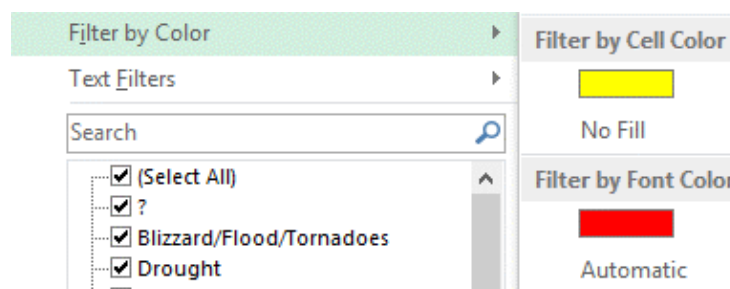 Filter by Color
Text Filters
Search
(Select All)
?
Blizzard/Flood/Tornadoes
Drought
Filter by Cell Color
No Fill
Filter by Font Color
Automatic